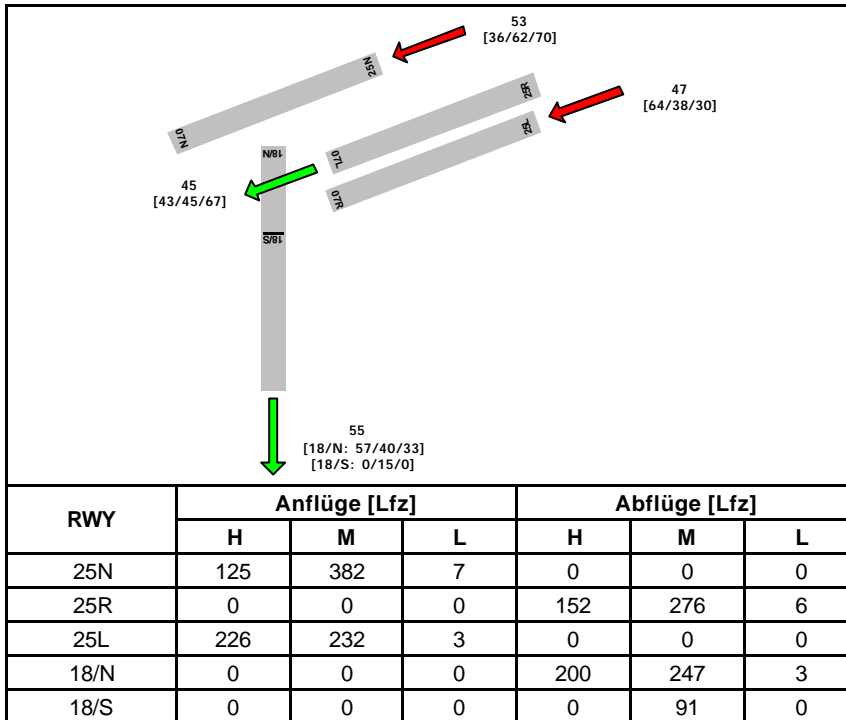 53
[36/62/70]
25N
47
[64/38/30]
25R
25L
07N
18/N
07L
45
[43/45/67]
07R
18/S
55
[18/N: 57/40/33]
[18/S: 0/15/0]
RWY Anflüge [Lfz] Abflüge [Lfz]
H M L H M L
25N 125 382 7 0 0 0
25R 0 0 0 152 276 6
25L 226 232 3 0 0 0
18/N 0 0 0 200 247 3
18/S 0 0 0 0 91 0